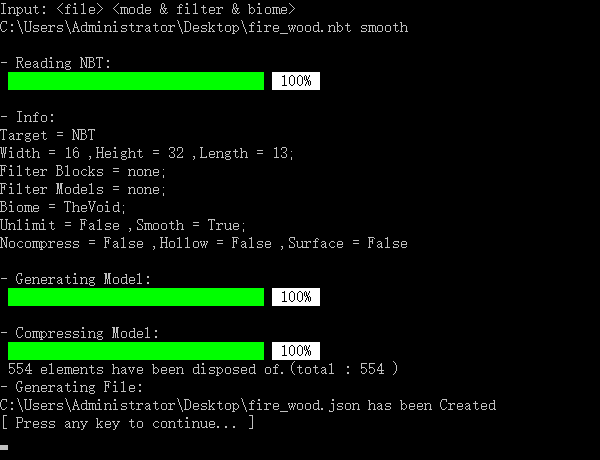 Input: <file> <mode & filter & biome>
C:\Users\Administrator\Desktop\fire_wood.nbt smooth
- Reading NBT:
100%
- Info:
Target = NBT
Width = 16 ,Height = 32 ,Length = 13;
Filter Blocks = none;
Filter Models = none;
Biome = TheVoid;
Unlimit = False ,Smooth = True;
Nocompress = False ,Hollow = False ,Surface = False
- Generating Model:
100%
- Compressing Model:
100%
554 elements have been disposed of.(total : 554 )
- Generating File:
C:\Users\Administrator\Desktop\fire_wood.json has been Created
[ Press any key to continue... ]